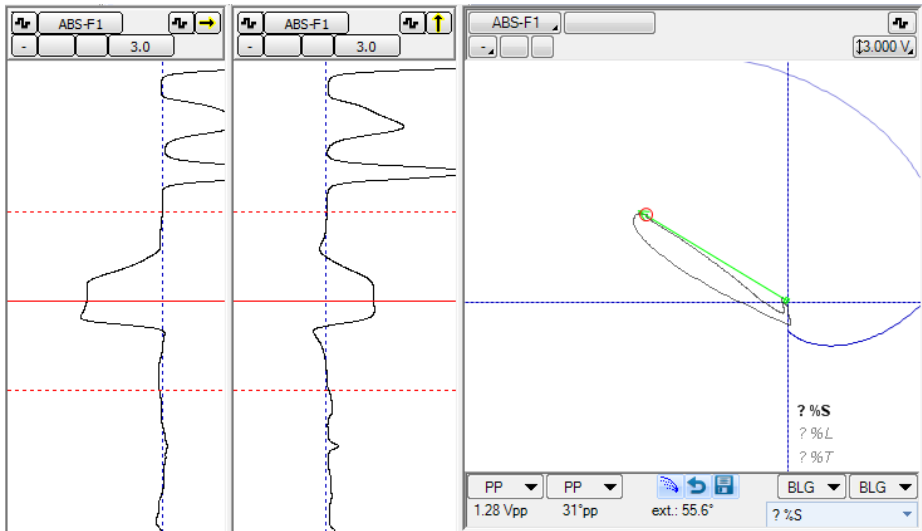 ABS-F1
-
3.0
ABS-F1
-
3.0
ABS-F1
-
3.000 V
? %S
? %L
? %T
PP PP BLG BLG
1.28 Vpp 31°pp ext.: 55.6° ? %S